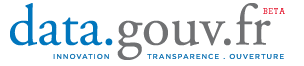 data.gouv.fr BETA
INNOVATION . TRANSPARENCE . OUVERTURE